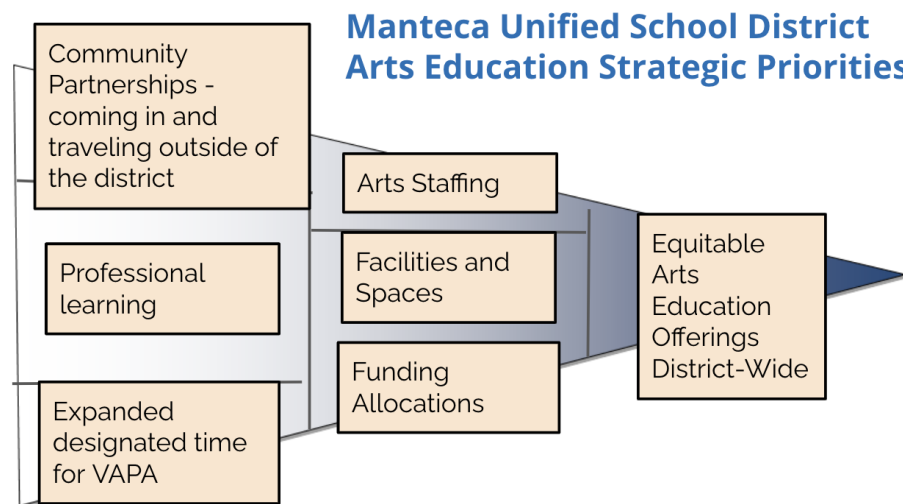 Manteca Unified School District
Arts Education Strategic Priorities
Community
Partnerships -
coming in and
traveling outside of
the district
Professional
learning
Expanded
designated time
for VAPA
Arts Staffing
Facilities and
Spaces
Funding
Allocations
Equitable
Arts
Education
Offerings
District-Wide